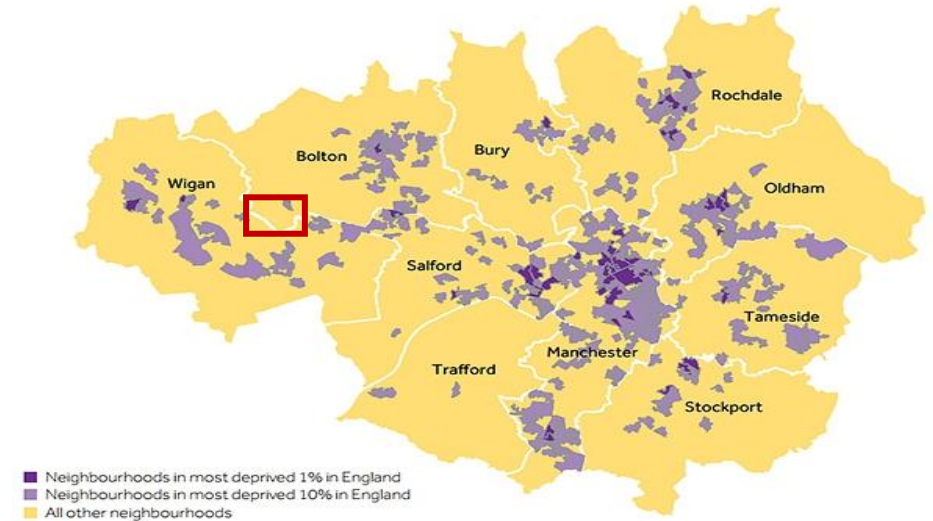 Rochdale
Bury
Bolton
Wigan
Oldham
Salford
Tameside
Manchester
Trafford
Stockport
Neighbourhoods in most deprived 1% in England
Neighbourhoods in most deprived 10% in England
All other neighbourhoods